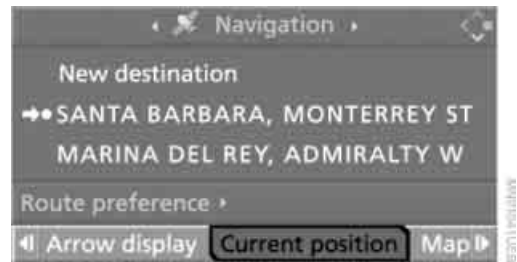 Navigation
New destination
SANTA BARBARA, MONTERREY ST
MARINA DEL REY, ADMIRALTY W
Route preference
Arrow display Current position Map